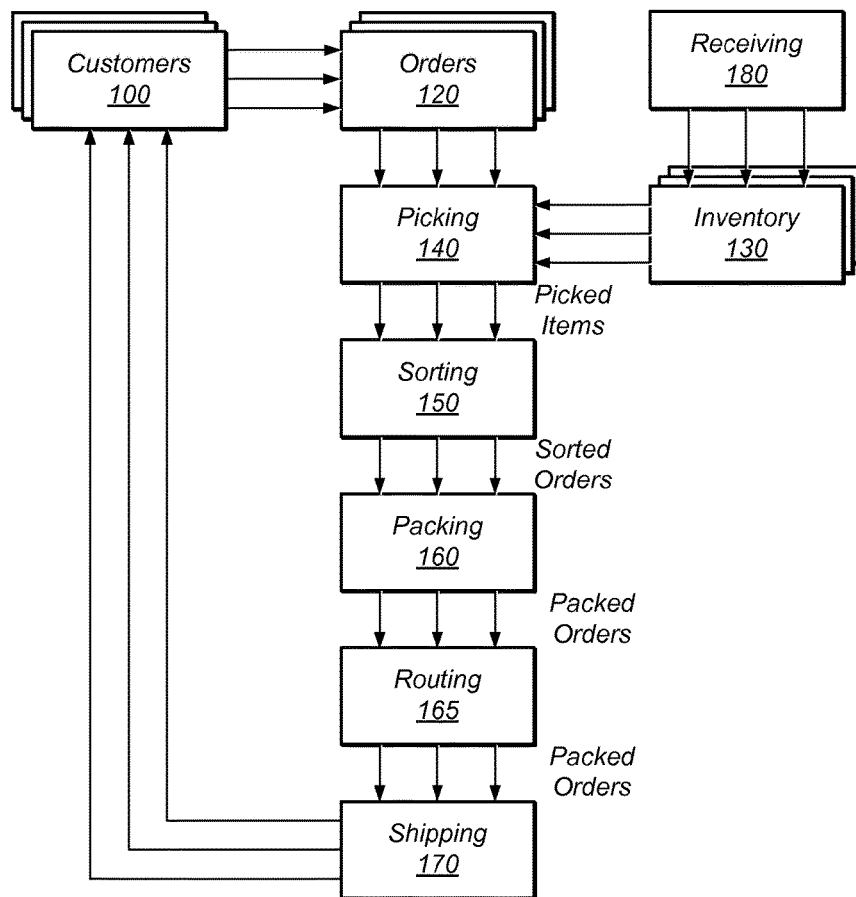 Customers
100
Orders
120
Receiving
180
Picking
140
Inventory
130
Picked
Items
Sorting
150
Sorted
Orders
Packing
160
Packed
Orders
Routing
165
Packed
Orders
Shipping
170